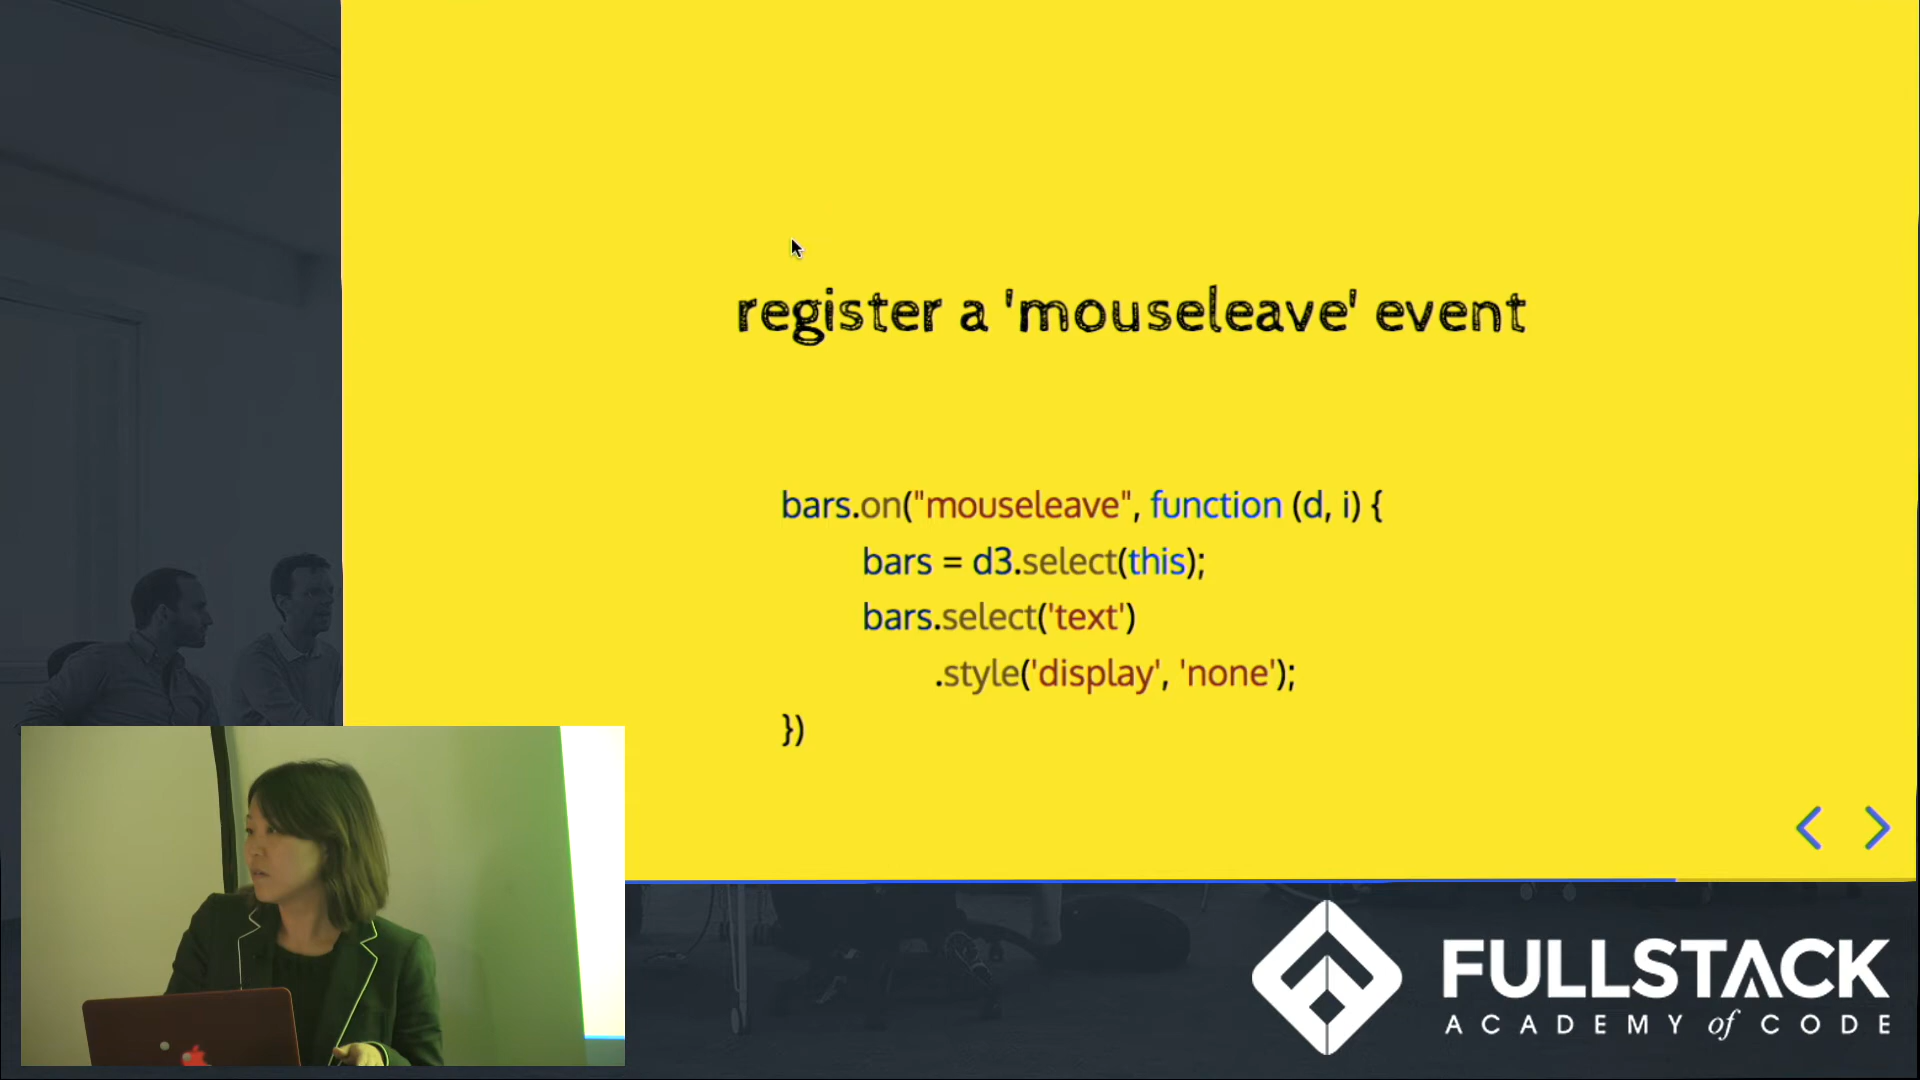 register a 'mouseleave' event
bars.on("mouseleave", function (d, i) {
bars = d3.select(this);
bars.select('text')
.style('display', 'none');
})
FULLSTACK
ACADEMY of CODE